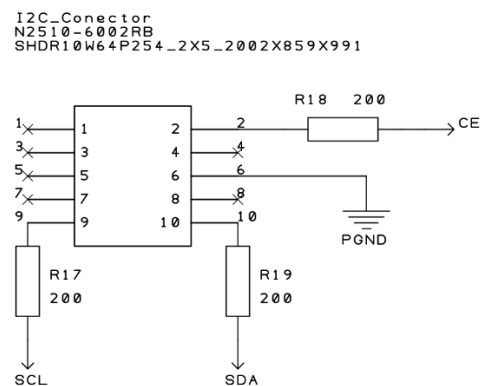 I2C_Conector
N2510-6002RB
SHDR10W64P254_2X5_2002X859X991
R18 200
1 1 2 2 CE
3 3 4 4
5 5 6 6
7 7 8 8
9 9 10 10
PGND
R17 R19
200 200
SCL SDA